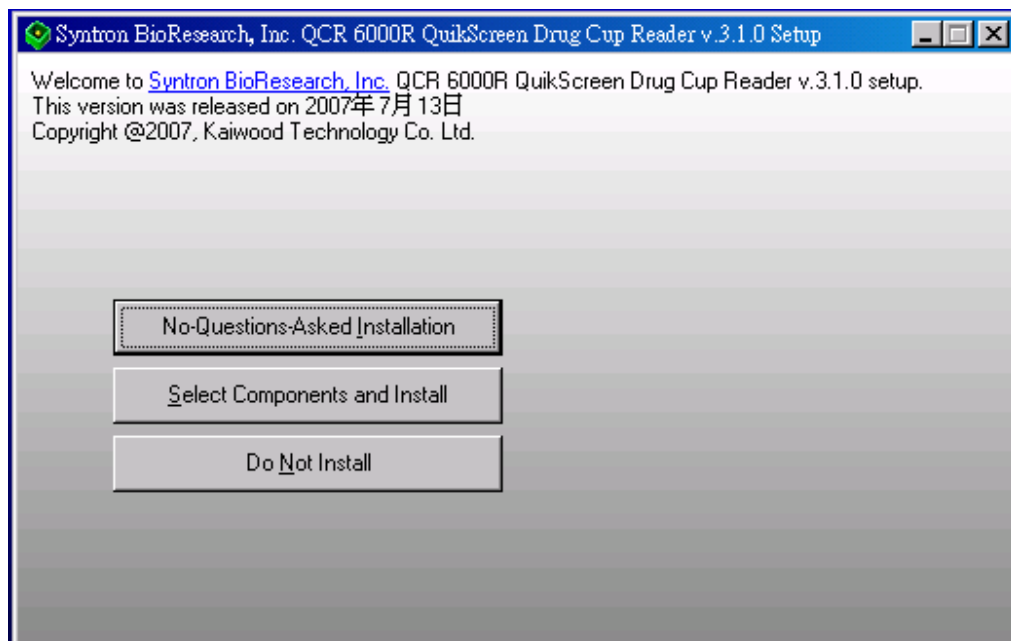 Syntron BioResearch, Inc. QCR 6000R QuikScreen Drug Cup Reader v.3.1.0 Setup
Welcome to Syntron BioResearch, Inc. QCR 6000R QuikScreen Drug Cup Reader v.3.1.0 setup.
This version was released on 2007年7月13日
Copyright @2007, Kaiwood Technology Co. Ltd.
No-Questions-Asked Installation
Select Components and Install
Do Not Install